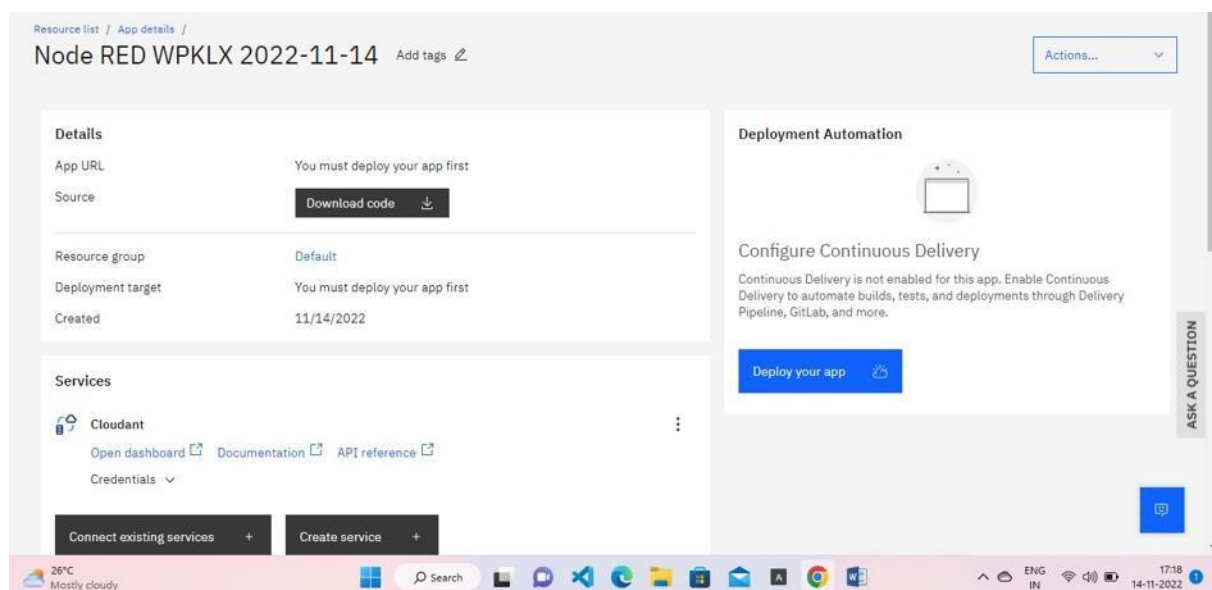 Resource list / App details /
Node RED WPKLX 2022-11-14 Add tags
Actions...
Details
App URL You must deploy your app first
Source Download code
Resource group Default
Deployment target You must deploy your app first
Created 11/14/2022
Services
Cloudant
Open dashboard Documentation API reference
Credentials
Connect existing services + Create service +
Deployment Automation
Configure Continuous Delivery
Continuous Delivery is not enabled for this app. Enable Continuous
Delivery to automate builds, tests, and deployments through Delivery
Pipeline, GitLab, and more.
Deploy your app
ASK A QUESTION
26°C
Mostly cloudy
Search
A
W
ENG
IN
17:18
14-11-2022
1